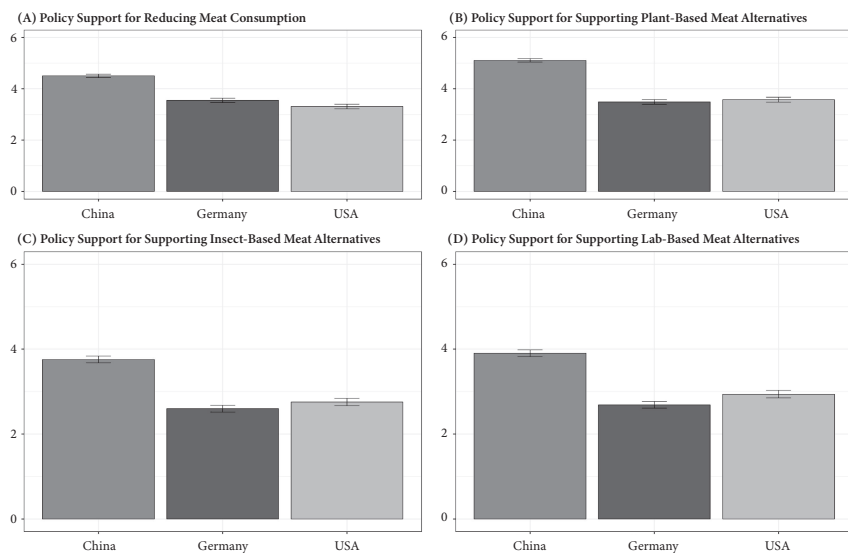 (A) Policy Support for Reducing Meat Consumption
6
4
2
0
China Germany USA
(B) Policy Support for Supporting Plant-Based Meat Alternatives
6
4
2
0
China Germany USA
(C) Policy Support for Supporting Insect-Based Meat Alternatives
6
4
2
0
China Germany USA
(D) Policy Support for Supporting Lab-Based Meat Alternatives
6
4
2
0
China Germany USA